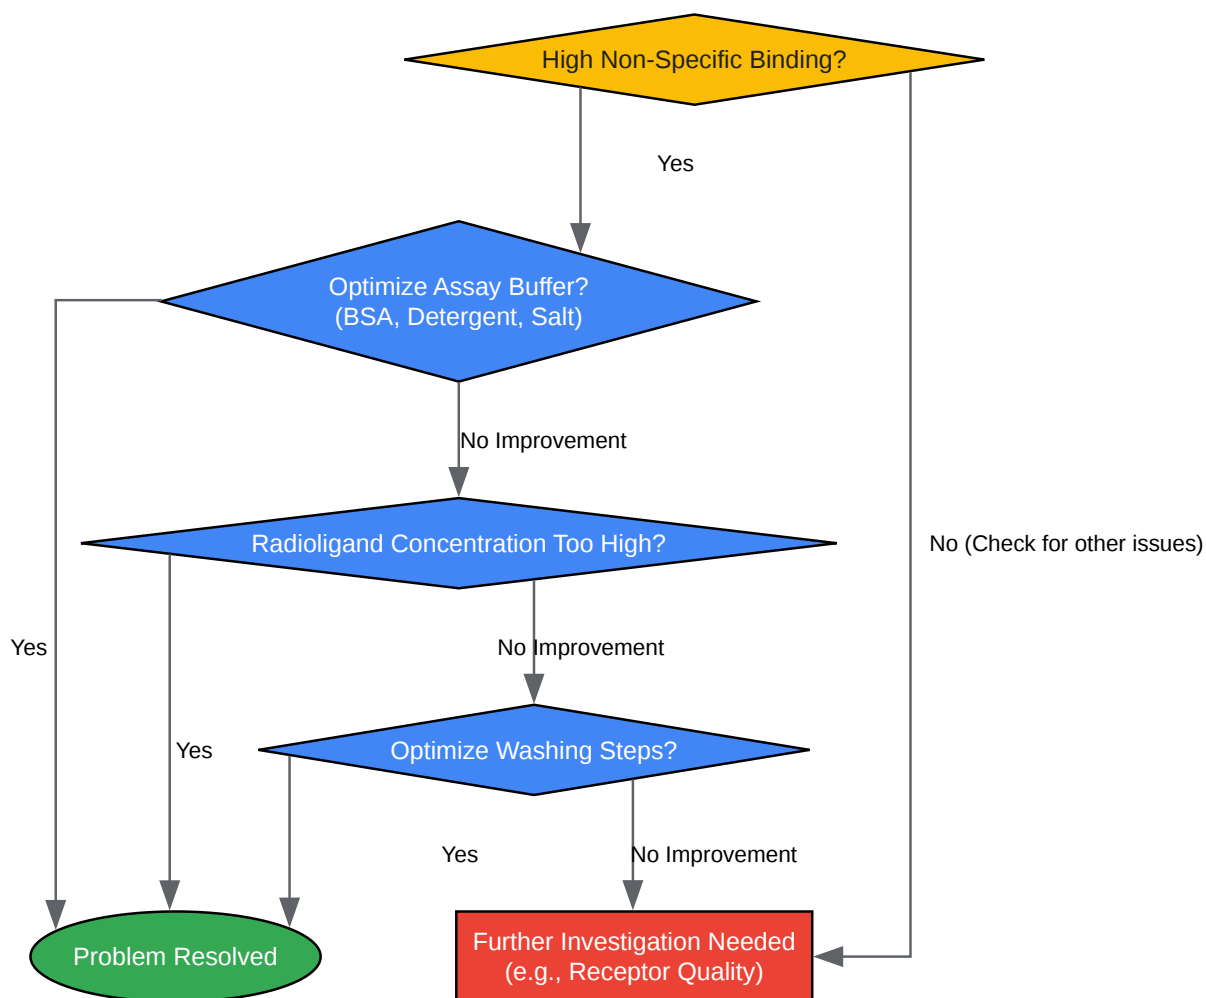 High Non-Specific Binding?
Yes
Optimize Assay Buffer?
(BSA, Detergent, Salt)
No Improvement
Radioligand Concentration Too High?
No (Check for other issues)
Yes
No Improvement
Yes
Optimize Washing Steps?
Yes
No Improvement
Problem Resolved
Further Investigation Needed
(e.g., Receptor Quality)